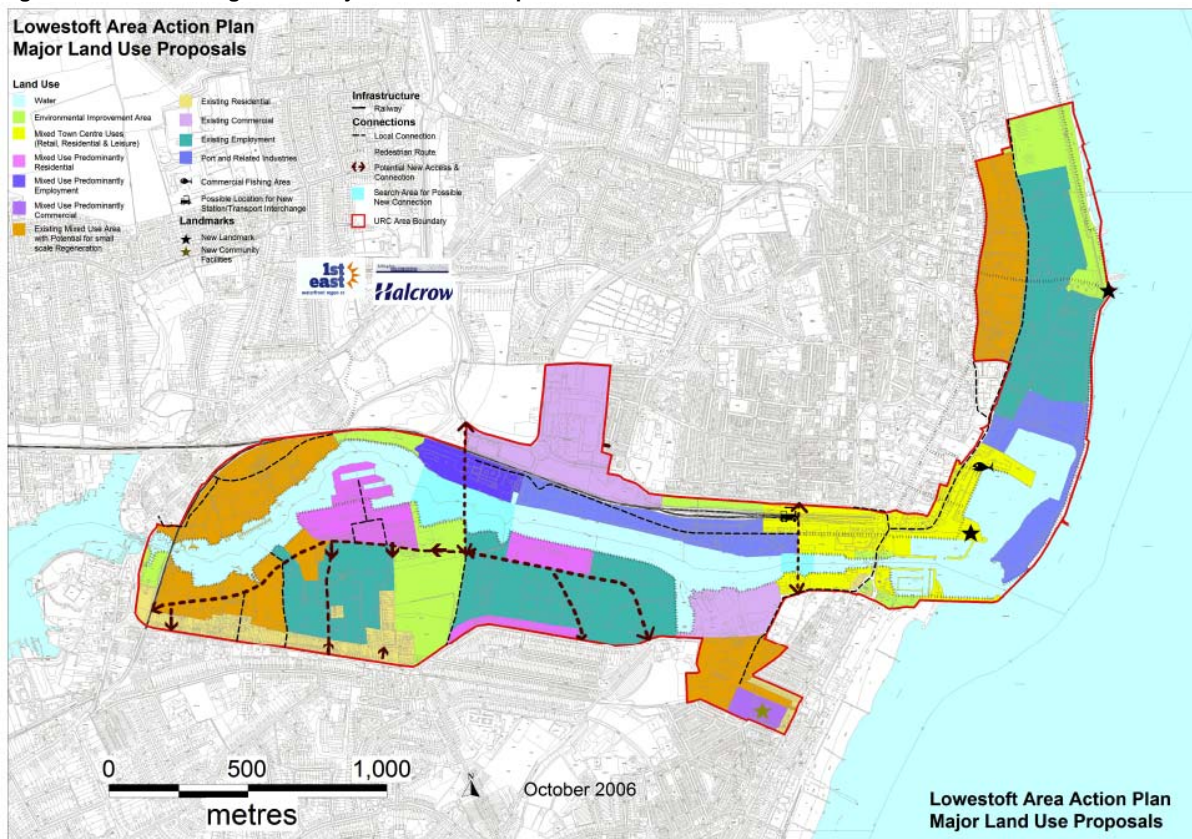 Lowestoft Area Action Plan
Major Land Use Proposals
Land Use
Water
Environmental Improvement Area
Mixed Town Centre Uses
(Retail, Residential & Leisure)
Mixed Use Predominantly
Residential
Mixed Use Predominantly
Employment
Mixed Use Predominantly
Commercial
Existing Mixed Use Area
with Potential for small
scale Regeneration
Existing Residential
Existing Commercial
Existing Employment
Port and Related Industries
Commercial Fishing Area
Possible Location for New
Station/Transport Interchange
Landmarks
New Landmark
New Community
Facilities
Infrastructure
Railway
Connections
Local Connection
Pedestrian Route
Potential New Access &
Connection
Search Area for Possible
New Connection
URC Area Boundary
1st
east
Halcrow
0 500 1,000
metres
N
October 2006
Lowestoft Area Action Plan
Major Land Use Proposals